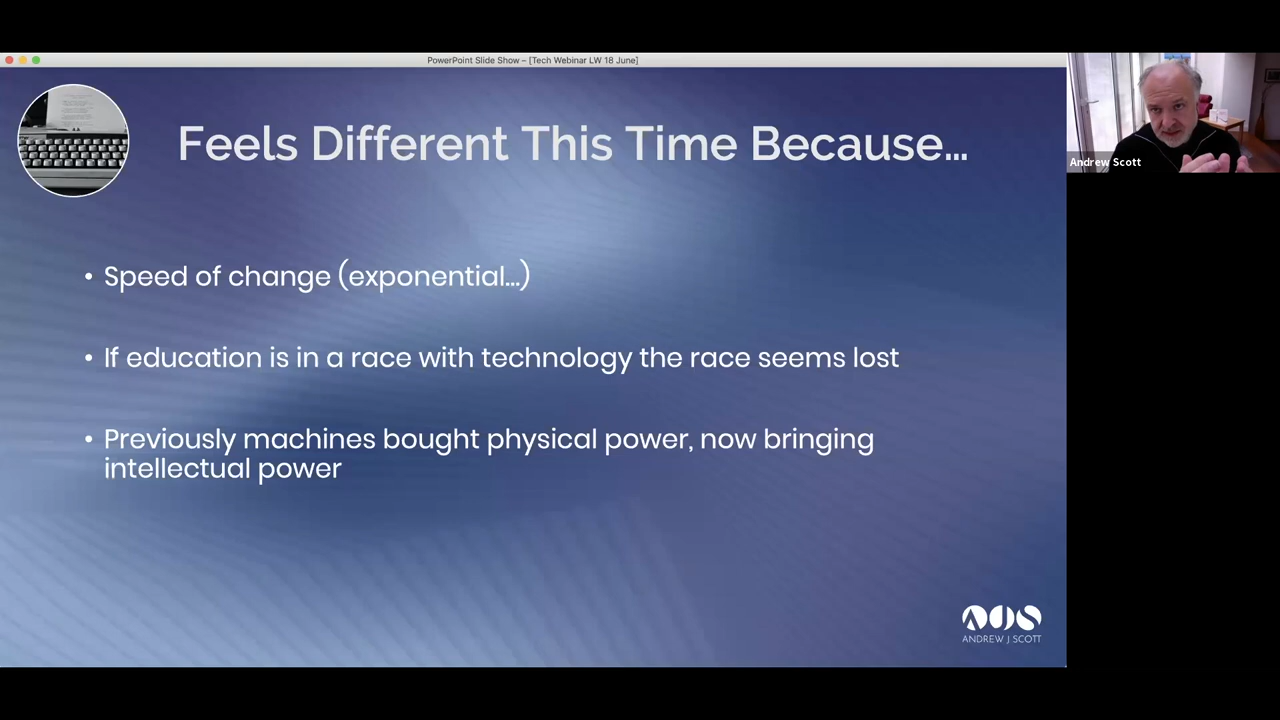 PowerPoint Slide Show – [Tech Webinar LW 18 June]
Feels Different This Time Because...
• Speed of change (exponential...)
• If education is in a race with technology the race seems lost
• Previously machines bought physical power, now bringing
intellectual power
AJS
ANDREW J SCOTT
Andrew Scott